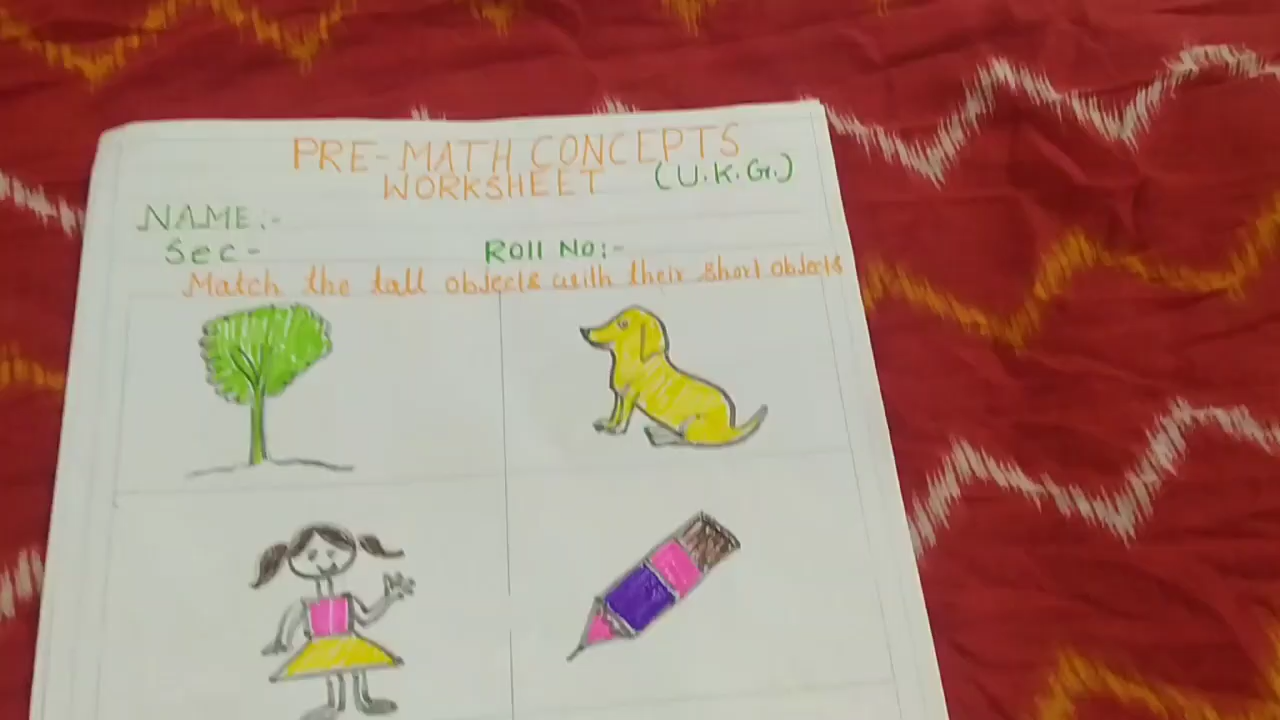 PRE-MATH CONCEPTS
WORKSHEET (U.K.G.)
NAME:-
Sec- Roll No:-
Match the tall objects with their short objects